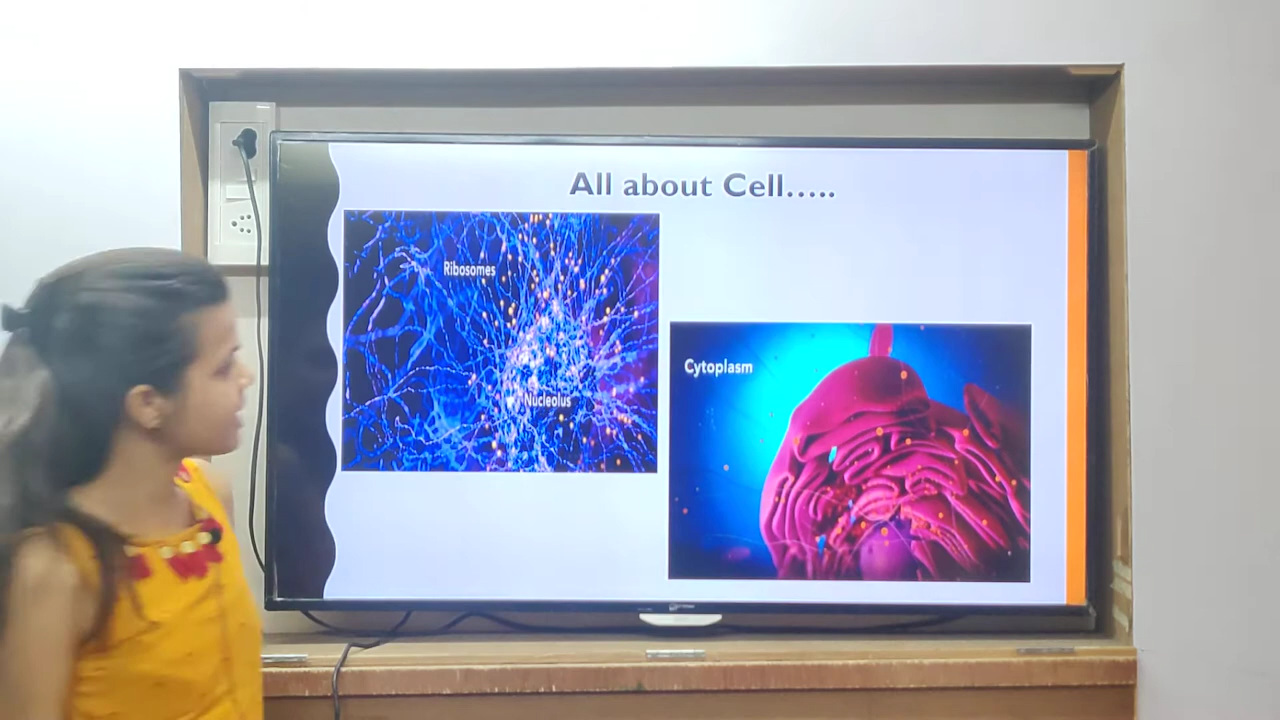 All about Cell.....
Ribosomes
Nucleolus
Cytoplasm